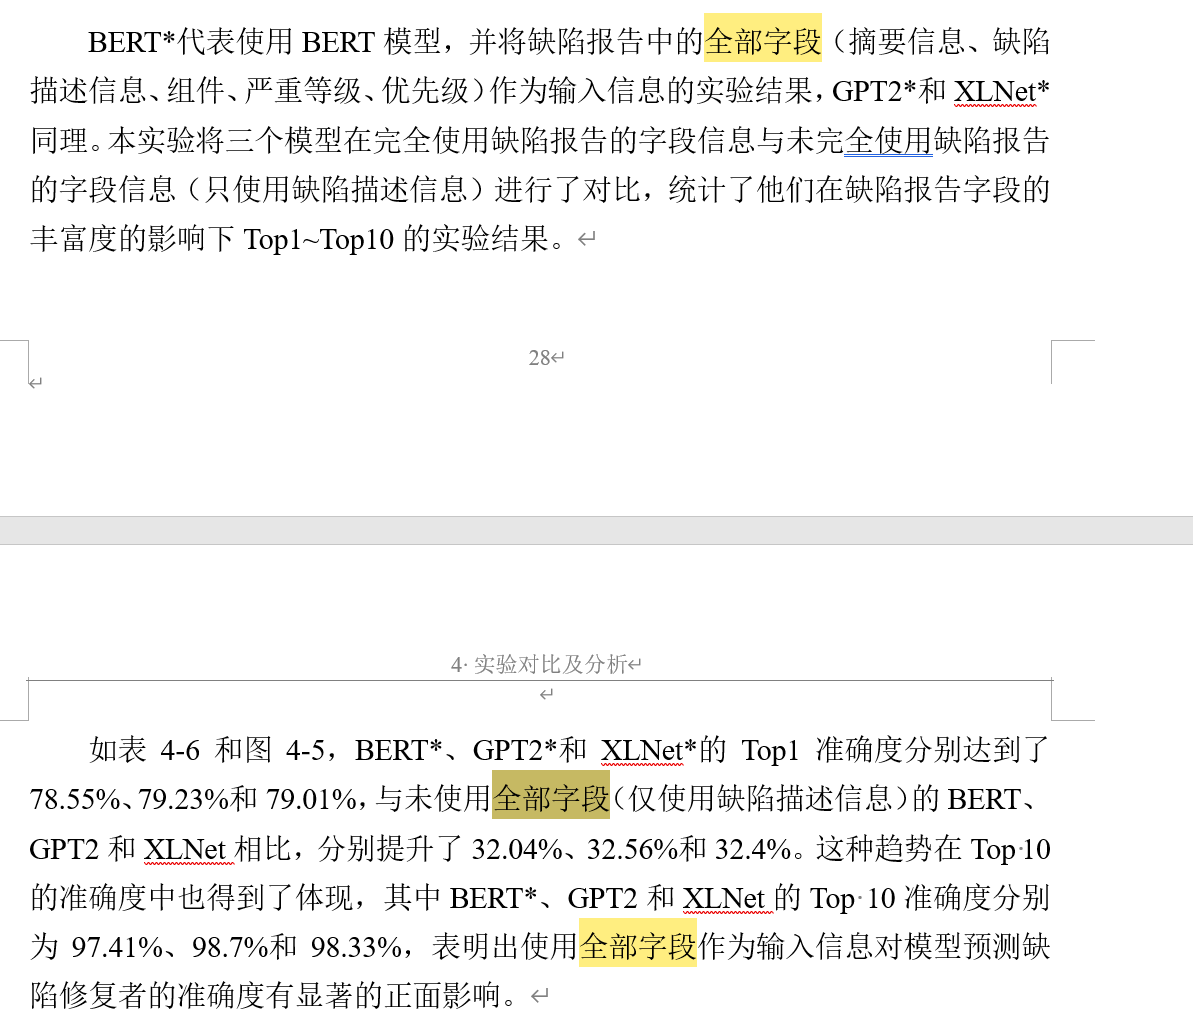 BERT*代表使用 BERT 模型，并将缺陷报告中的全部字段（摘要信息、缺陷
描述信息、组件、严重等级、优先级）作为输入信息的实验结果，GPT2*和 XLNet*
同理。本实验将三个模型在完全使用缺陷报告的字段信息与未完全使用缺陷报告
的字段信息（只使用缺陷描述信息）进行了对比，统计了他们在缺陷报告字段的
丰富度的影响下 Top1~Top10 的实验结果。
28
4 实验对比及分析
如表 4-6 和图 4-5，BERT*、GPT2*和 XLNet*的 Top1 准确度分别达到了
78.55%、79.23%和 79.01%，与未使用全部字段（仅使用缺陷描述信息）的 BERT、
GPT2 和 XLNet 相比，分别提升了 32.04%、32.56%和 32.4%。这种趋势在 Top 10
的准确度中也得到了体现，其中 BERT*、GPT2 和 XLNet 的 Top 10 准确度分别
为 97.41%、98.7%和 98.33%，表明出使用全部字段作为输入信息对模型预测缺
陷修复者的准确度有显著的正面影响。